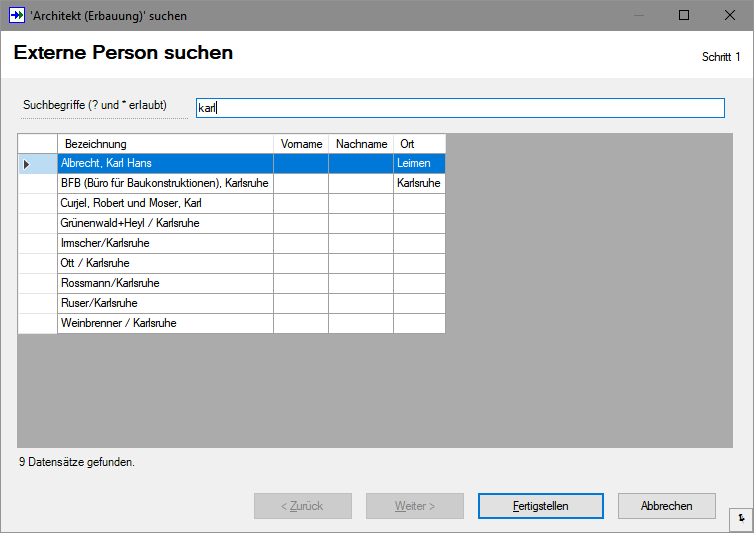 'Architekt (Erbauung)' suchen
Externe Person suchen
Schritt 1
Suchbegriffe (? und * erlaubt)
karl
Bezeichnung Vorname Nachname Ort
Albrecht, Karl Hans Leimen
BFB (Büro für Baukonstruktionen), Karlsruhe Karlsruhe
Curjel, Robert und Moser, Karl
Grünenwald+Heyl / Karlsruhe
Irmscher/Karlsruhe
Ott / Karlsruhe
Rossmann/Karlsruhe
Ruser/Karlsruhe
Weinbrenner / Karlsruhe
9 Datensätze gefunden.
< Zurück Weiter > Fertigstellen Abbrechen